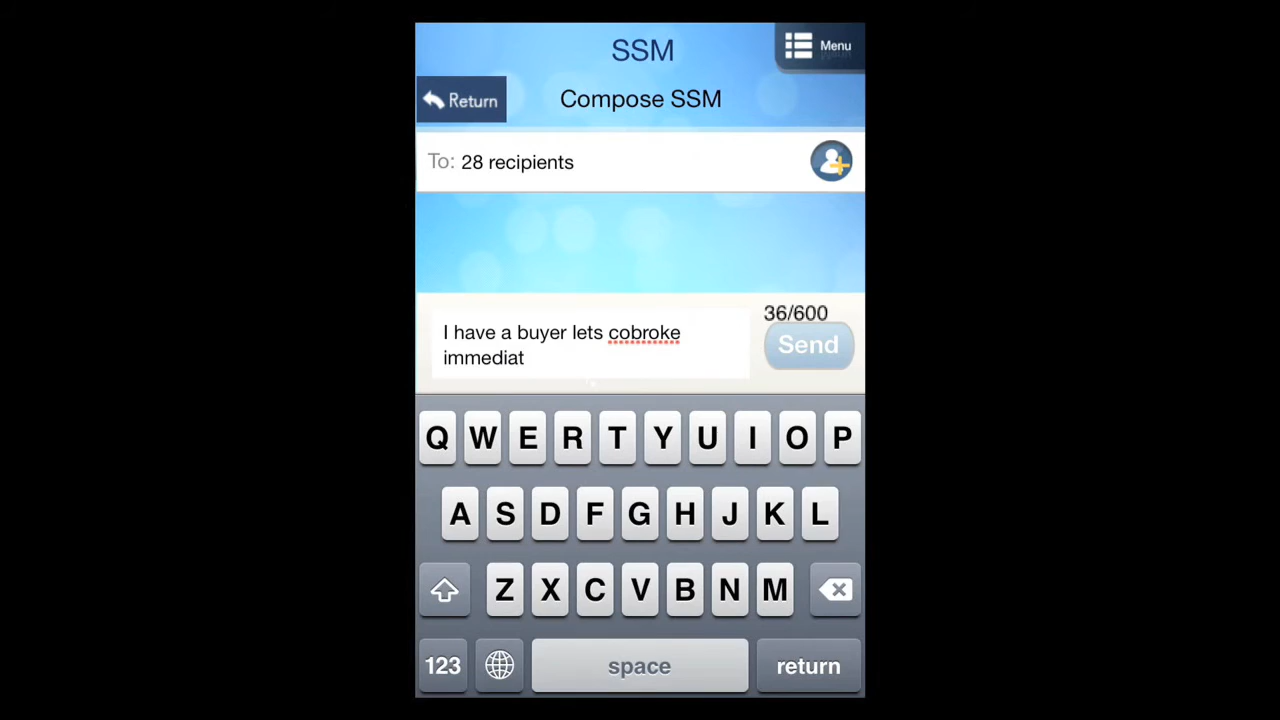 SSM
Menu
Return
Compose SSM
To: 28 recipients
36/600
I have a buyer lets cobroke
immediat
Send
Q W E R T Y U I O P
A S D F G H J K L
Z X C V B N M
123
space
return